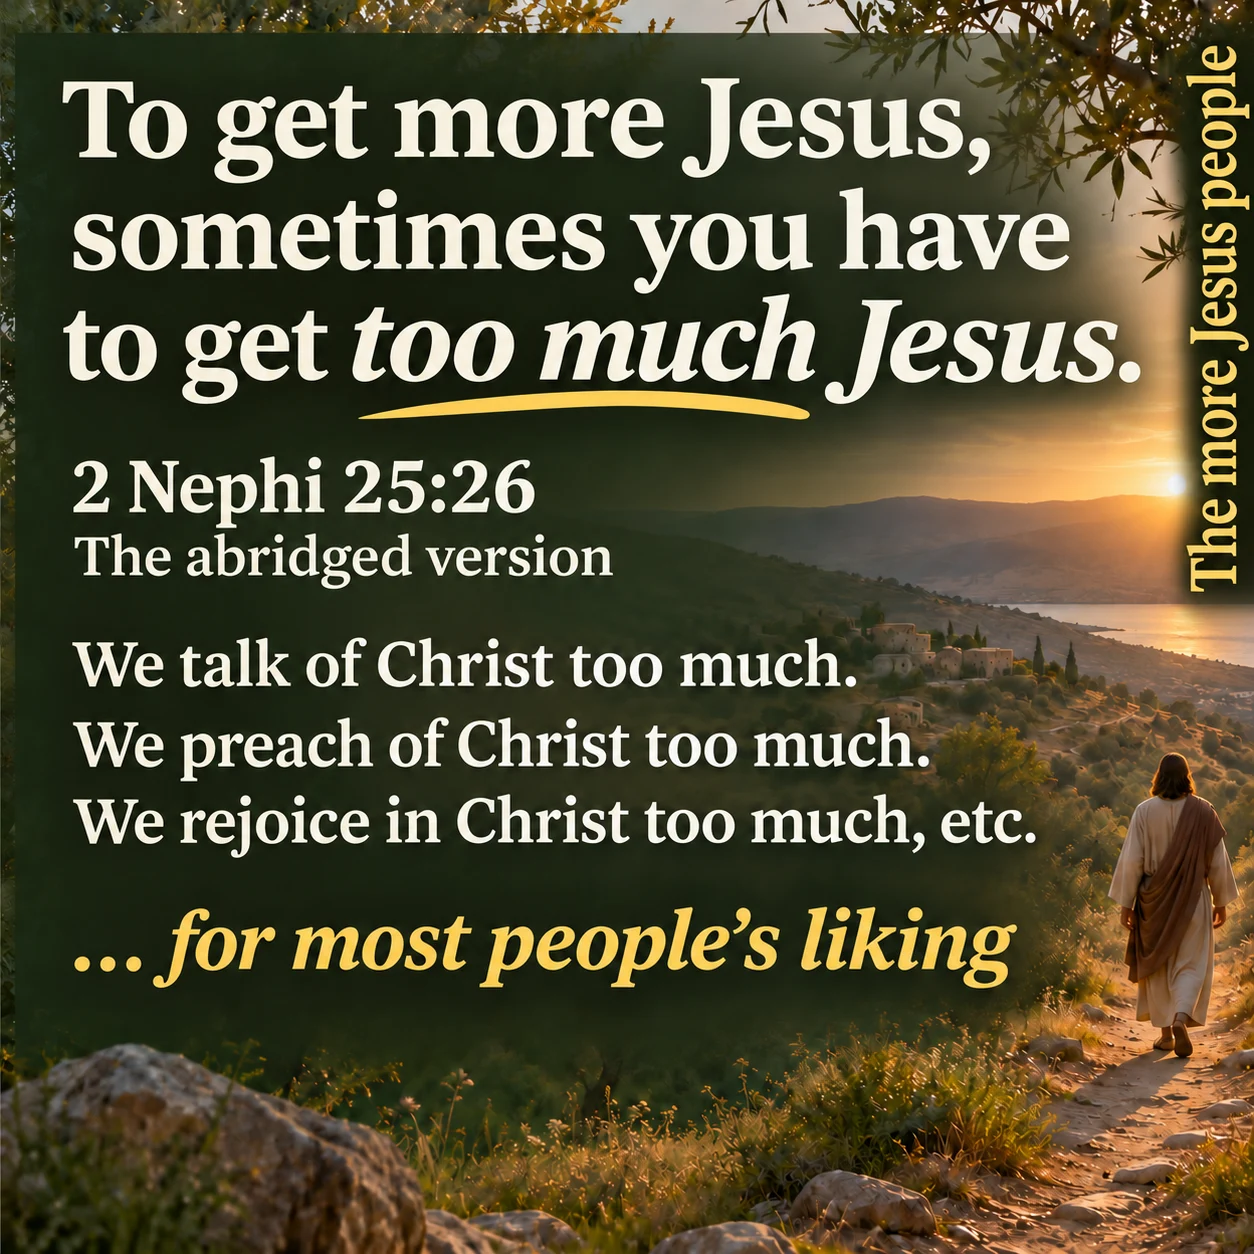 To get more Jesus,
sometimes you have
to get too much Jesus.
2 Nephi 25:26
The abridged version
We talk of Christ too much.
We preach of Christ too much.
We rejoice in Christ too much, etc.
... for most people’s liking
The more Jesus people